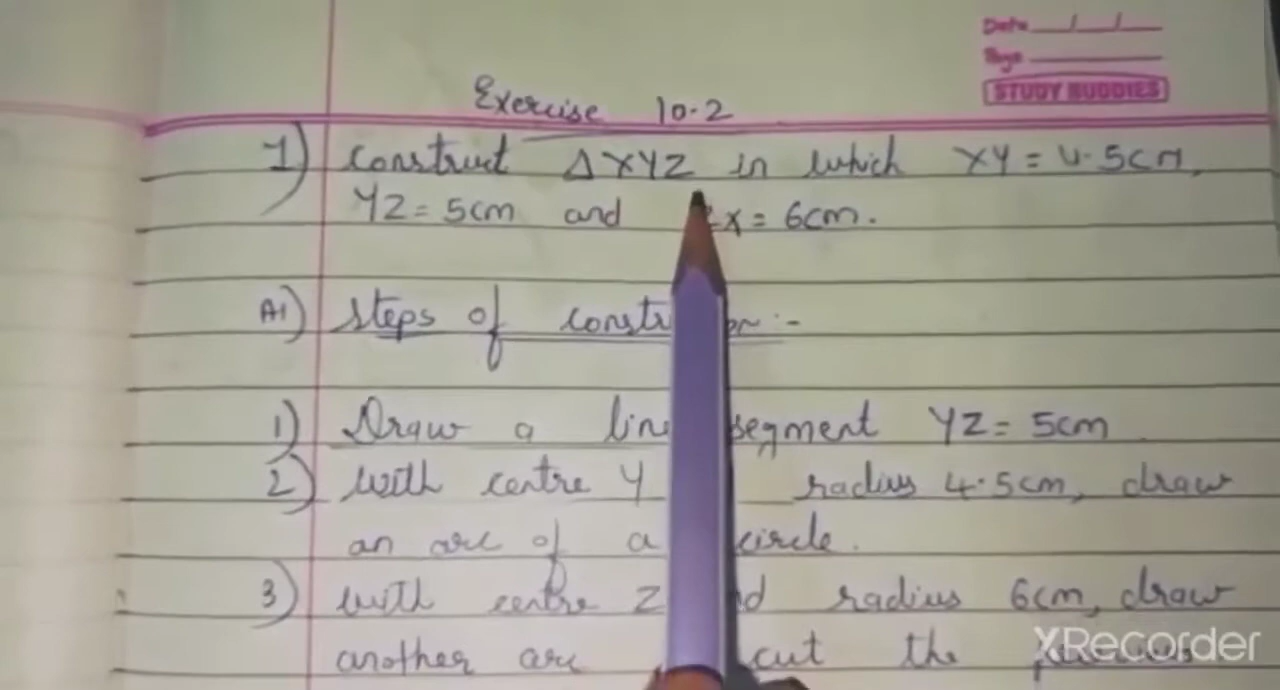 Date / /
Page
STUDY BUDDIES
Exercise 10.2
1) construct ΔXYZ in which XY = 4.5cm,
YZ = 5cm and ZX = 6cm.
A1) Steps of :-
1) Draw a line segment YZ = 5cm
2) with centre Y radius 4.5cm, draw
an arc of a circle.
3) with centre Z radius 6cm, draw
another arc cut the
XRecorder